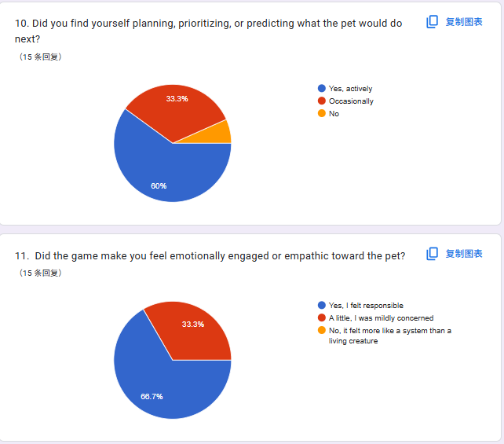 10. Did you find yourself planning, prioritizing, or predicting what the pet would do
next?
复制图表
（15 条回复）
33.3%
60%
Yes, actively
Occasionally
No
11. Did the game make you feel emotionally engaged or empathic toward the pet?
复制图表
（15 条回复）
33.3%
66.7%
Yes, I felt responsible
A little, I was mildly concerned
No, it felt more like a system than a
living creature